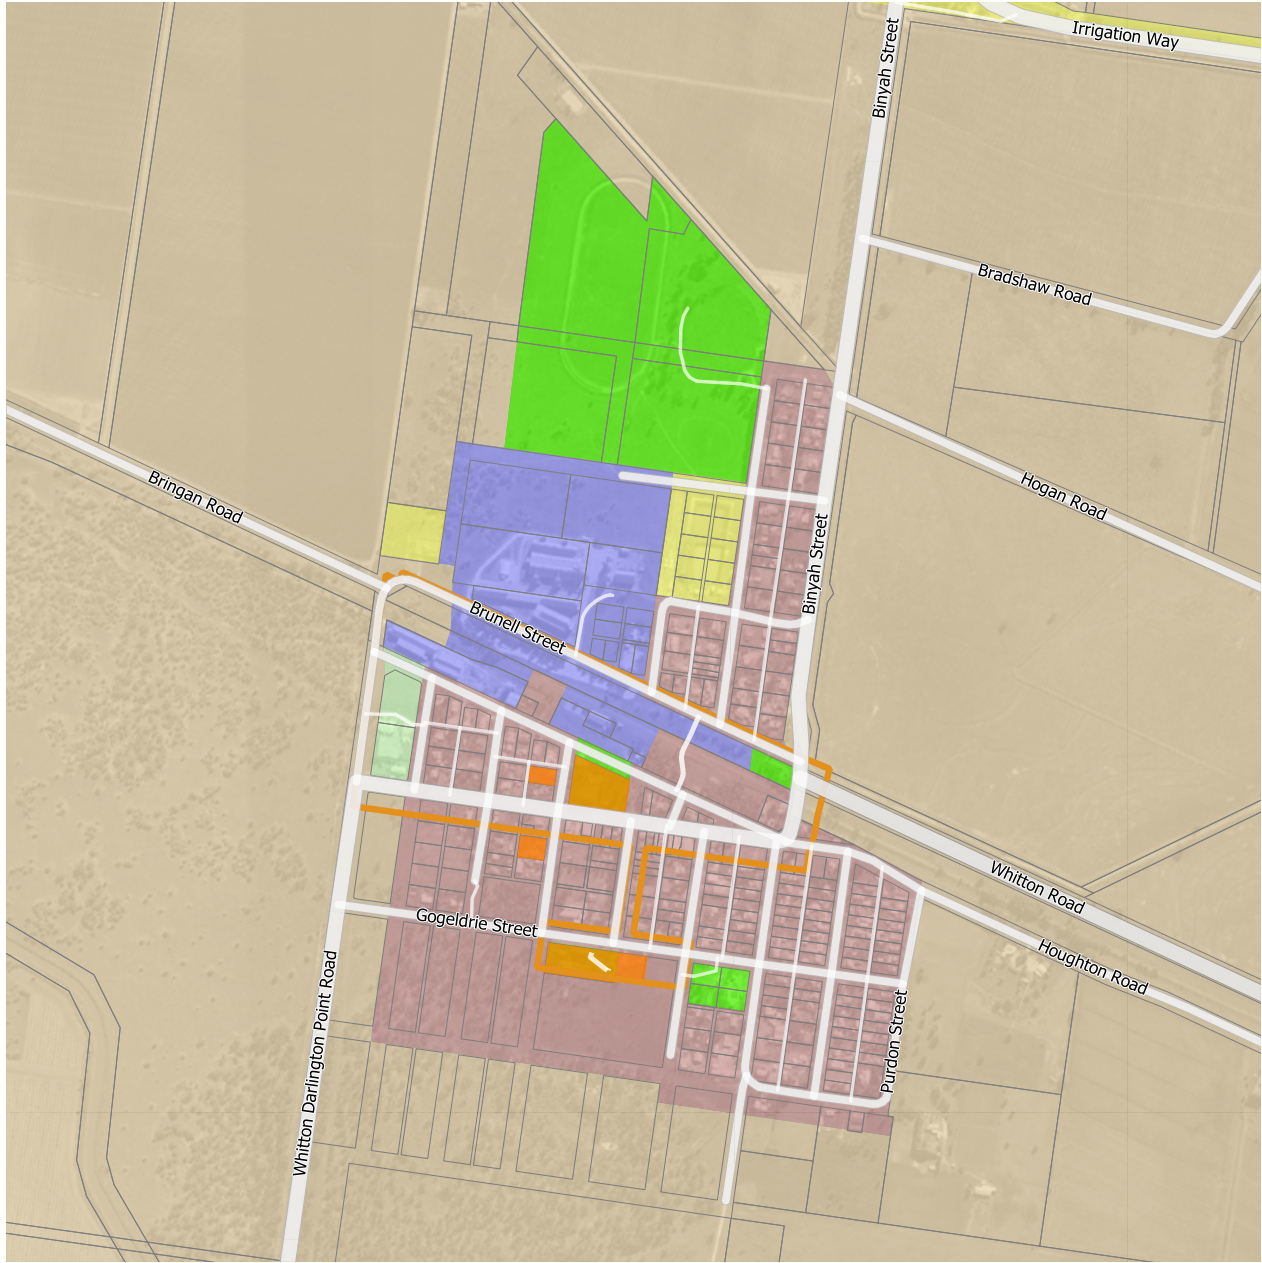 Irrigation Way
Binyah Street
Bradshaw Road
Bringan Road
Hogan Road
Binyah Street
Brunell Street
Whitton Road
Gogeldrie Street
Houghton Road
Purdon Street
Whitton Darlington Point Road